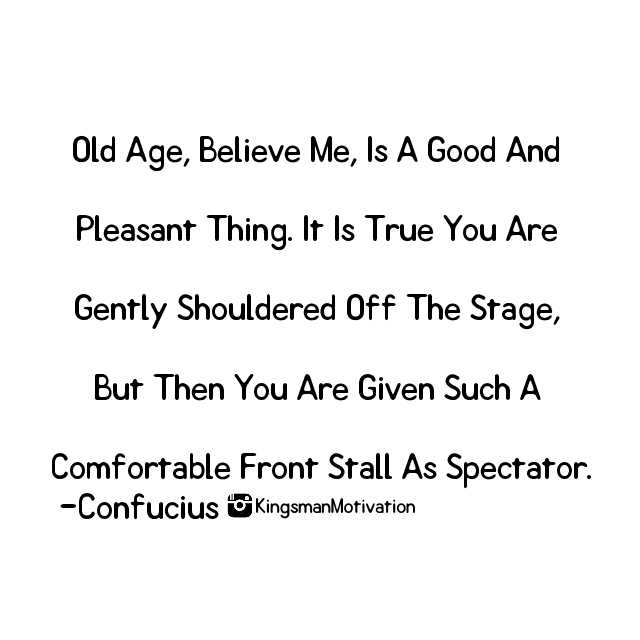 Old Age, Believe Me, Is A Good And
Pleasant Thing. It Is True You Are
Gently Shouldered Off The Stage,
But Then You Are Given Such A
Comfortable Front Stall As Spectator.
-Confucius KingsmanMotivation